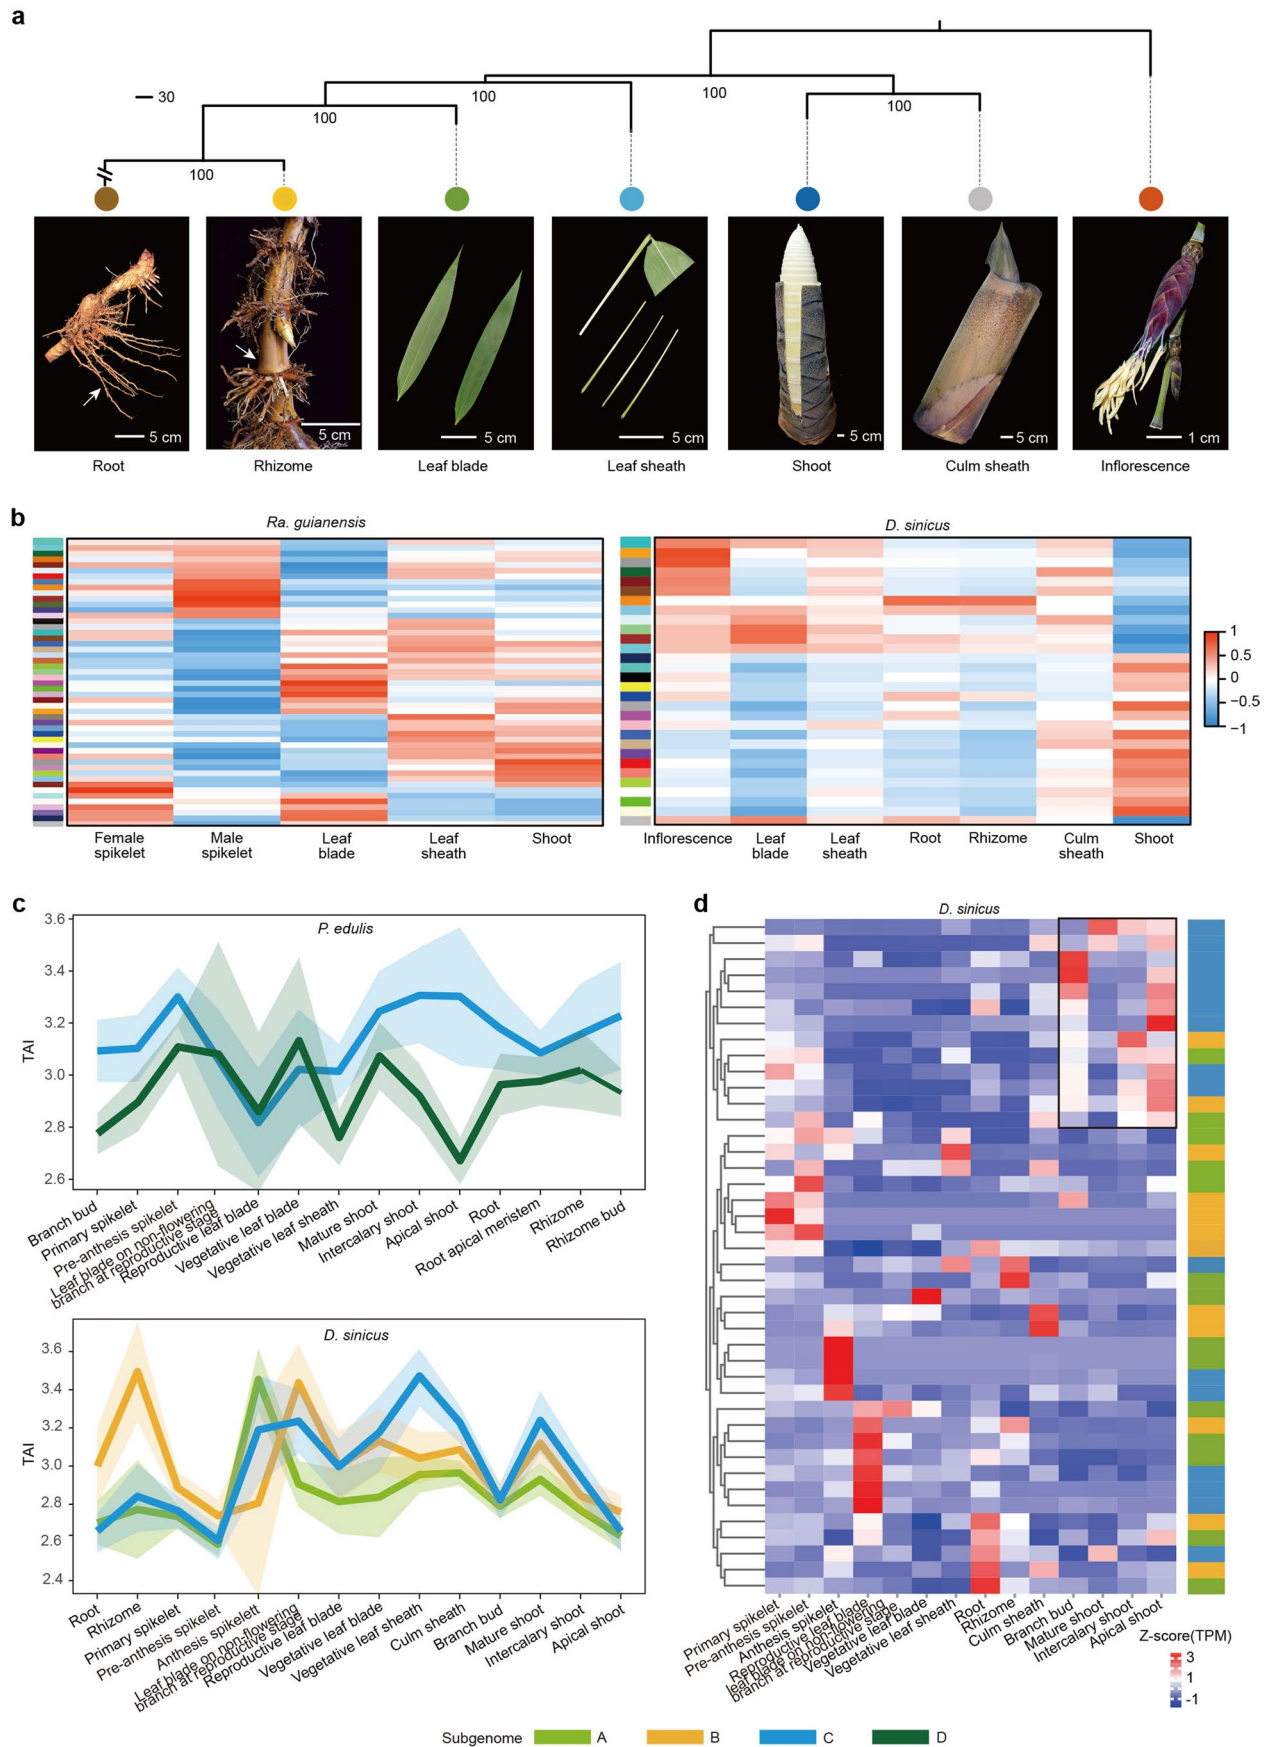 a
30
100
100
100
100
100
5 cm
5 cm
5 cm
5 cm
5 cm
5 cm
1 cm
Root
Rhizome
Leaf blade
Leaf sheath
Shoot
Culm sheath
Inflorescence
b
Ra. guianensis
D. sinicus
1
0.5
0
−0.5
−1
Female spikelet
Male spikelet
Leaf blade
Leaf sheath
Shoot
Inflorescence
Leaf blade
Leaf sheath
Root
Rhizome
Culm sheath
Shoot
c
P. edulis
TAI
3.6
3.4
3.2
3.0
2.8
2.6
Branch bud
Primary spikelet
Pre-anthesis spikelet
Leaf blade on non-flowering
branch at reproductive stage
Reproductive leaf blade
Vegetative leaf blade
Vegetative leaf sheath
Mature shoot
Intercalary shoot
Apical shoot
Root
Root apical meristem
Rhizome
Rhizome bud
D. sinicus
TAI
3.6
3.4
3.2
3.0
2.8
2.6
2.4
Root
Rhizome
Primary spikelet
Pre-anthesis spikelet
Anthesis spikelet
Leaf blade on non-flowering
branch at reproductive stage
Reproductive leaf blade
Vegetative leaf blade
Vegetative leaf sheath
Culm sheath
Branch bud
Mature shoot
Intercalary shoot
Apical shoot
d
D. sinicus
Primary spikelet
Pre-anthesis spikelet
Anthesis spikelet
Reproductive leaf blade
leaf blade on non-flowering
branch at reproductive stage
Vegetative leaf blade
Vegetative leaf sheath
Root
Rhizome
Culm sheath
Branch bud
Mature shoot
Intercalary shoot
Apical shoot
Z-score(TPM)
3
1
-1
Subgenome
A
B
C
D